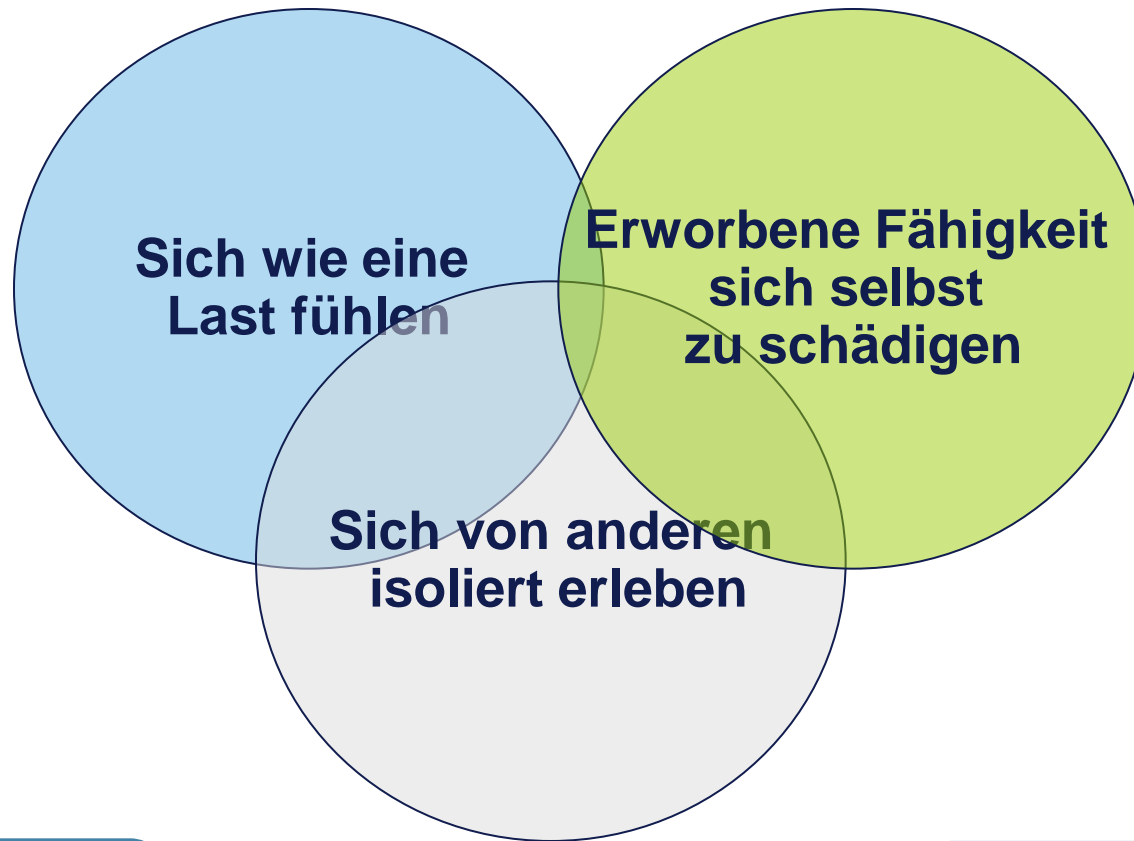 Sich wie eine
Last fühlen
Erworbene Fähigkeit
sich selbst
zu schädigen
Sich von anderen
isoliert erleben